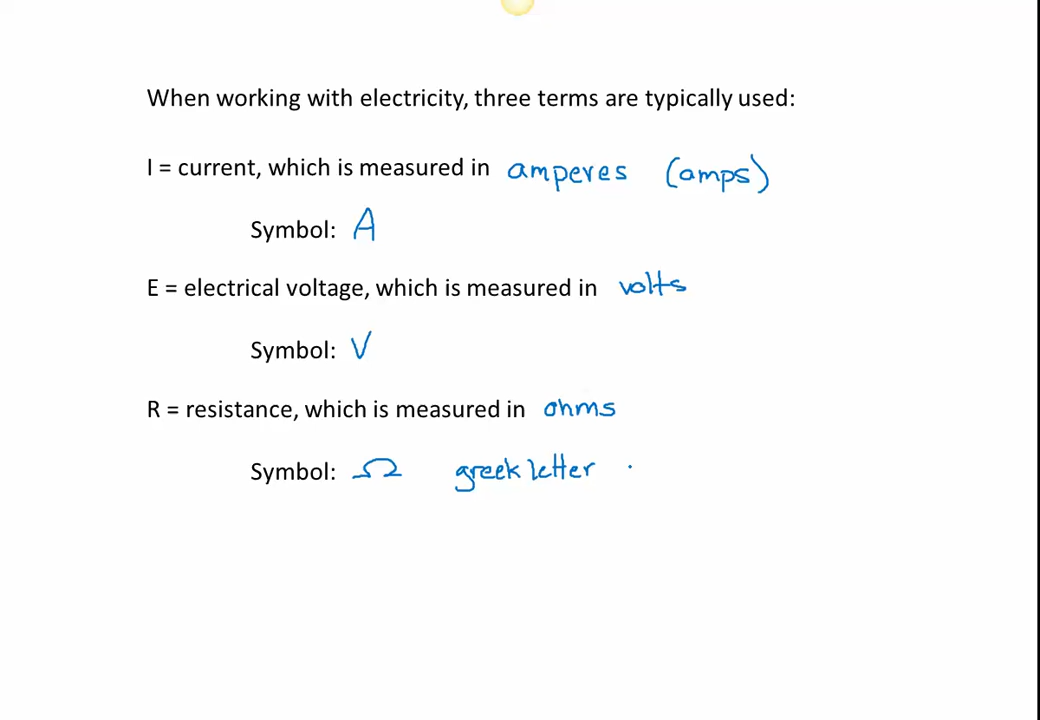 When working with electricity, three terms are typically used:
I = current, which is measured in amperes (amps)
Symbol: A
E = electrical voltage, which is measured in volts
Symbol: V
R = resistance, which is measured in ohms
Symbol: Ω greek letter